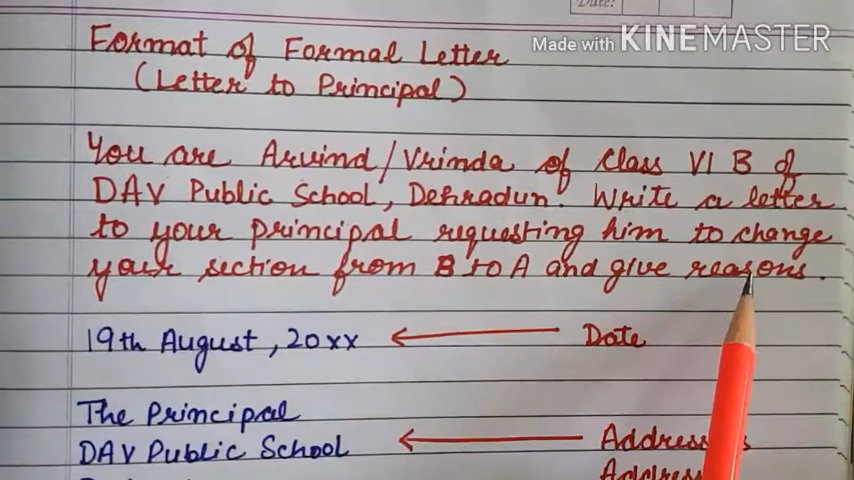 Date:
Made with KINEMASTER
Format of Formal Letter
(Letter to Principal)
You are Arvind/Vrinda of Class VI B of
DAV Public School, Dehradun. Write a letter
to your principal requesting him to change
your section from B to A and give reasons.
19th August, 20xx Date
The Principal
DAV Public School